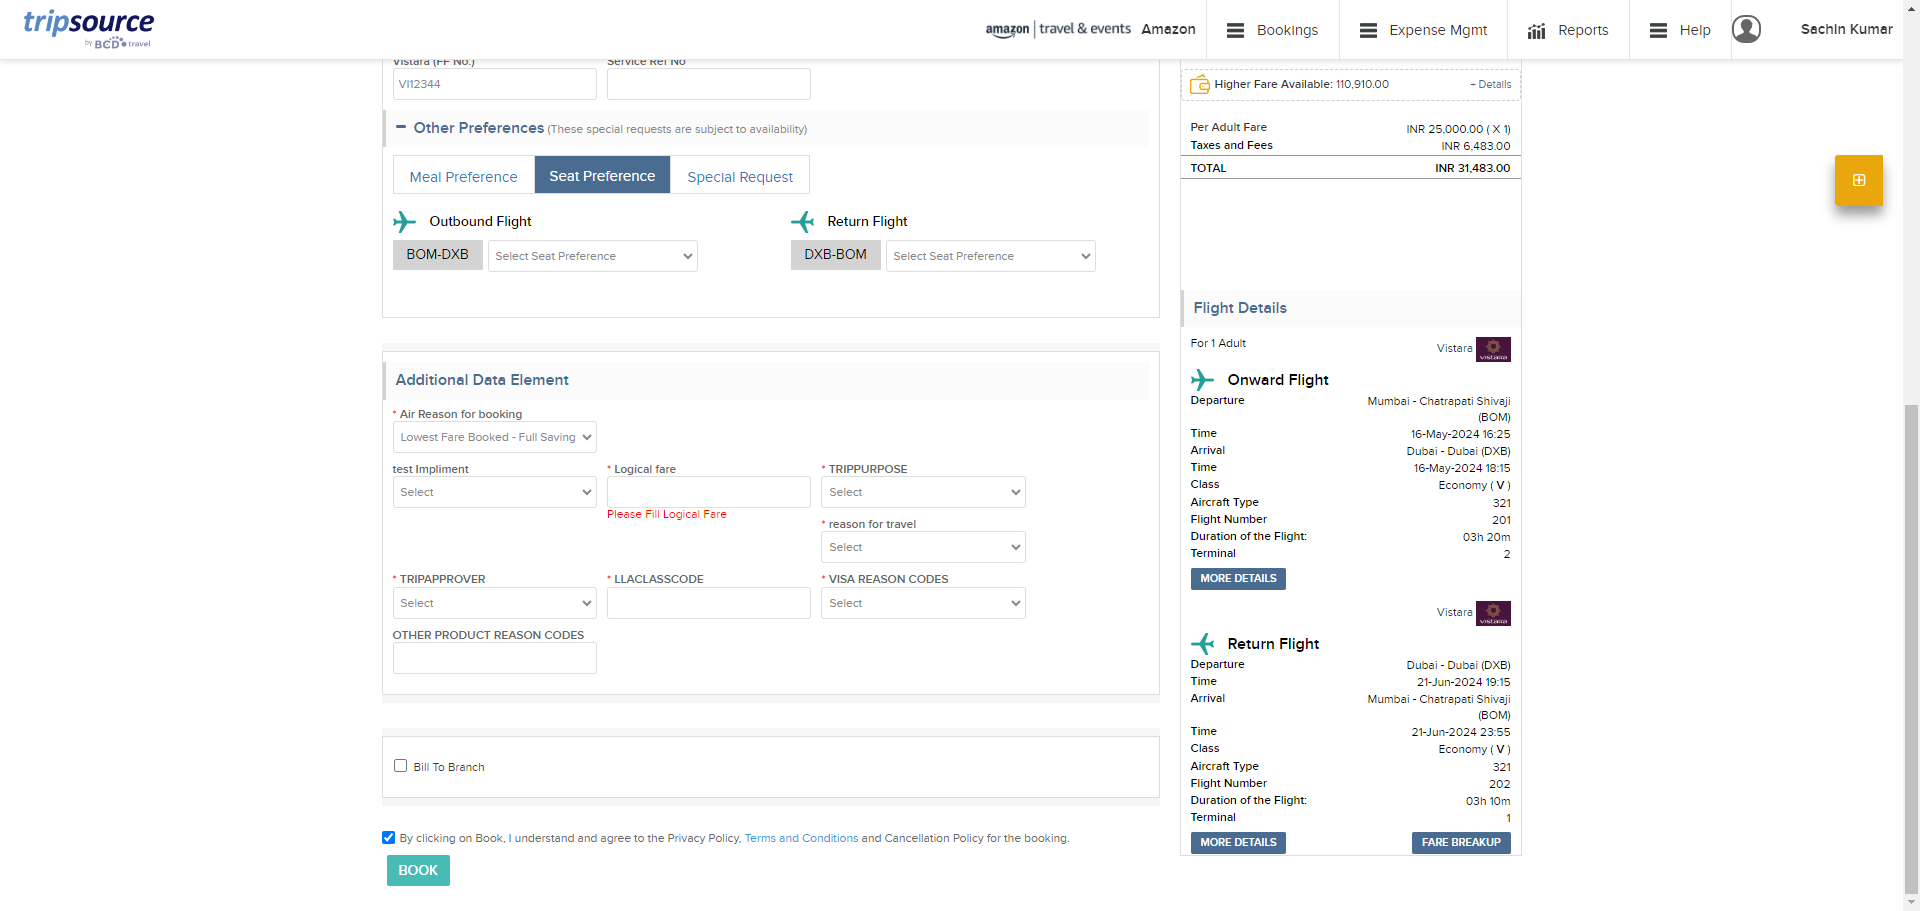 tripsource
by BCD travel
amazon | travel & events Amazon
Bookings
Expense Mgmt
Reports
Help
Sachin Kumar
Vistara (FF No.)
Service Ref No
VI12344
Other Preferences (These special requests are subject to availability)
Meal Preference
Seat Preference
Special Request
Outbound Flight
Return Flight
BOM-DXB
Select Seat Preference
DXB-BOM
Select Seat Preference
Additional Data Element
* Air Reason for booking
Lowest Fare Booked - Full Saving
test Impliment
* Logical fare
* TRIPPURPOSE
Select
Select
Please Fill Logical Fare
* reason for travel
Select
* TRIPAPPROVER
* LLACLASSCODE
* VISA REASON CODES
Select
Select
OTHER PRODUCT REASON CODES
Bill To Branch
By clicking on Book, I understand and agree to the Privacy Policy, Terms and Conditions and Cancellation Policy for the booking.
BOOK
Higher Fare Available: 110,910.00
+ Details
Per Adult Fare
INR 25,000.00 ( X 1)
Taxes and Fees
INR 6,483.00
TOTAL
INR 31,483.00
Flight Details
For 1 Adult
Vistara
vistara
Onward Flight
Departure
Mumbai - Chatrapati Shivaji
(BOM)
Time
16-May-2024 16:25
Arrival
Dubai - Dubai (DXB)
Time
16-May-2024 18:15
Class
Economy ( V )
Aircraft Type
321
Flight Number
201
Duration of the Flight:
03h 20m
Terminal
2
MORE DETAILS
Vistara
vistara
Return Flight
Departure
Dubai - Dubai (DXB)
Time
21-Jun-2024 19:15
Arrival
Mumbai - Chatrapati Shivaji
(BOM)
Time
21-Jun-2024 23:55
Class
Economy ( V )
Aircraft Type
321
Flight Number
202
Duration of the Flight:
03h 10m
Terminal
1
MORE DETAILS
FARE BREAKUP